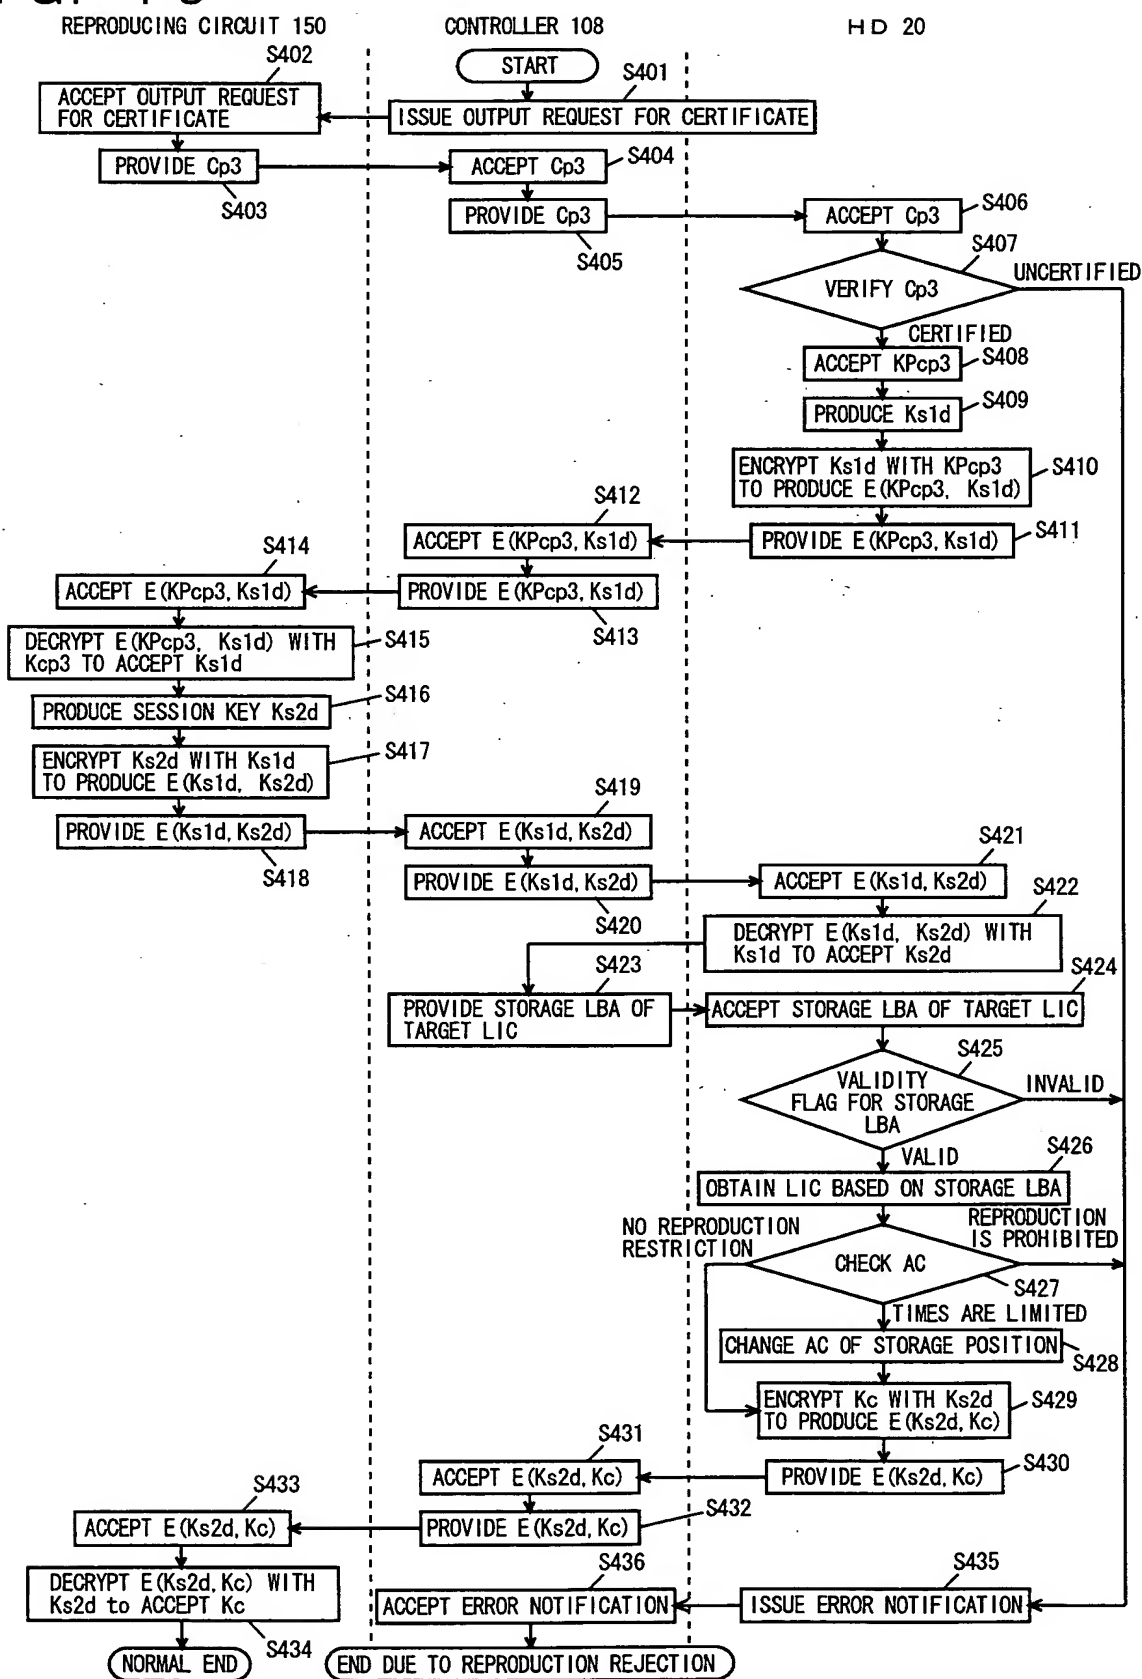 REPRODUCING CIRCUIT 150
CONTROLLER 108
HD 20
START
S401
S402
ACCEPT OUTPUT REQUEST
FOR CERTIFICATE
ISSUE OUTPUT REQUEST FOR CERTIFICATE
PROVIDE Cp3
S403
ACCEPT Cp3
S404
PROVIDE Cp3
S405
ACCEPT Cp3
S406
S407
VERIFY Cp3
UNCERTIFIED
CERTIFIED
ACCEPT KPcp3
S408
PRODUCE Ks1d
S409
ENCRYPT Ks1d WITH KPcp3
TO PRODUCE E(KPcp3, Ks1d)
S410
S412
ACCEPT E(KPcp3, Ks1d)
PROVIDE E(KPcp3, Ks1d)
S411
S414
ACCEPT E(KPcp3, Ks1d)
PROVIDE E(KPcp3, Ks1d)
S413
DECRYPT E(KPcp3, Ks1d) WITH
Kcp3 TO ACCEPT Ks1d
S415
PRODUCE SESSION KEY Ks2d
S416
ENCRYPT Ks2d WITH Ks1d
TO PRODUCE E(Ks1d, Ks2d)
S417
S419
PROVIDE E(Ks1d, Ks2d)
S418
ACCEPT E(Ks1d, Ks2d)
S421
PROVIDE E(Ks1d, Ks2d)
S420
ACCEPT E(Ks1d, Ks2d)
S422
DECRYPT E(Ks1d, Ks2d) WITH
Ks1d TO ACCEPT Ks2d
S423
PROVIDE STORAGE LBA OF
TARGET LIC
S424
ACCEPT STORAGE LBA OF TARGET LIC
S425
VALIDITY
FLAG FOR STORAGE
LBA
INVALID
VALID
S426
OBTAIN LIC BASED ON STORAGE LBA
NO REPRODUCTION
RESTRICTION
REPRODUCTION
IS PROHIBITED
CHECK AC
S427
TIMES ARE LIMITED
CHANGE AC OF STORAGE POSITION
S428
ENCRYPT Kc WITH Ks2d
TO PRODUCE E(Ks2d, Kc)
S429
S431
ACCEPT E(Ks2d, Kc)
PROVIDE E(Ks2d, Kc)
S430
S433
ACCEPT E(Ks2d, Kc)
PROVIDE E(Ks2d, Kc)
S432
DECRYPT E(Ks2d, Kc) WITH
Ks2d to ACCEPT Kc
S434
S436
ACCEPT ERROR NOTIFICATION
S435
ISSUE ERROR NOTIFICATION
NORMAL END
END DUE TO REPRODUCTION REJECTION